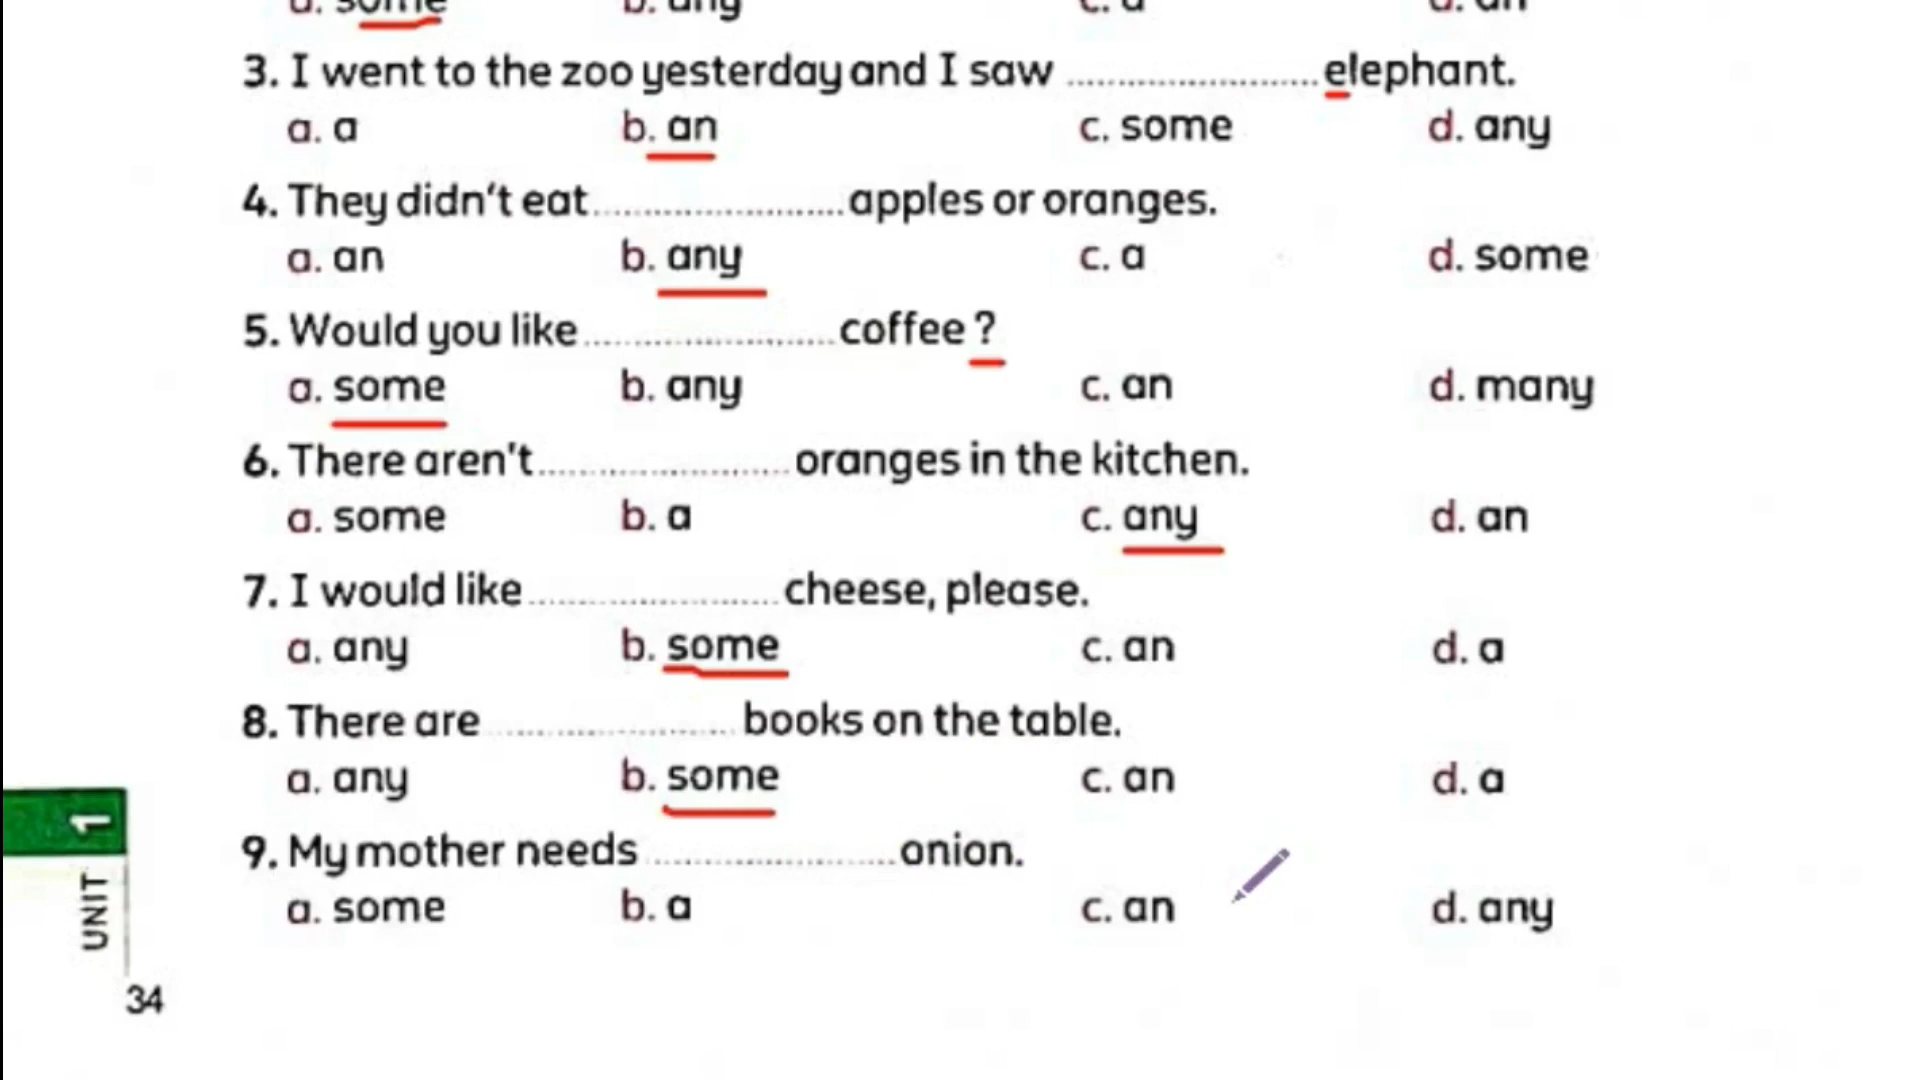 a. some b. any c. a d. an
3. I went to the zoo yesterday and I saw ........................ elephant.
a. a b. an c. some d. any
4. They didn't eat ........................ apples or oranges.
a. an b. any c. a d. some
5. Would you like ........................ coffee ?
a. some b. any c. an d. many
6. There aren't ........................ oranges in the kitchen.
a. some b. a c. any d. an
7. I would like ........................ cheese, please.
a. any b. some c. an d. a
8. There are ........................ books on the table.
a. any b. some c. an d. a
9. My mother needs ........................ onion.
a. some b. a c. an d. any
UNIT 1
34